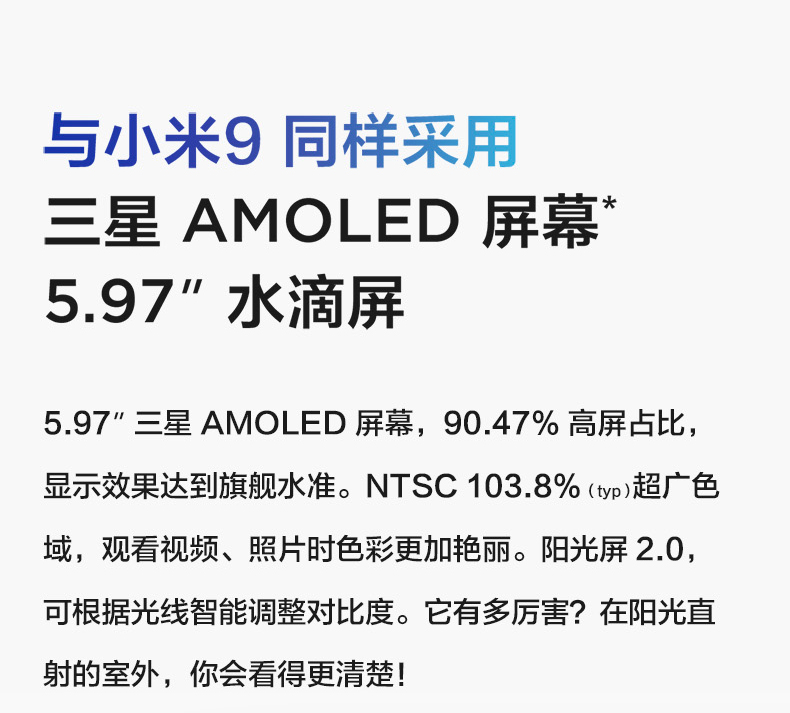 与小米9 同样采用
三星 AMOLED 屏幕*
5.97″ 水滴屏
5.97″ 三星 AMOLED 屏幕，90.47% 高屏占比，
显示效果达到旗舰水准。NTSC 103.8%（typ）超广色
域，观看视频、照片时色彩更加艳丽。阳光屏 2.0，
可根据光线智能调整对比度。它有多厉害？在阳光直
射的室外，你会看得更清楚！